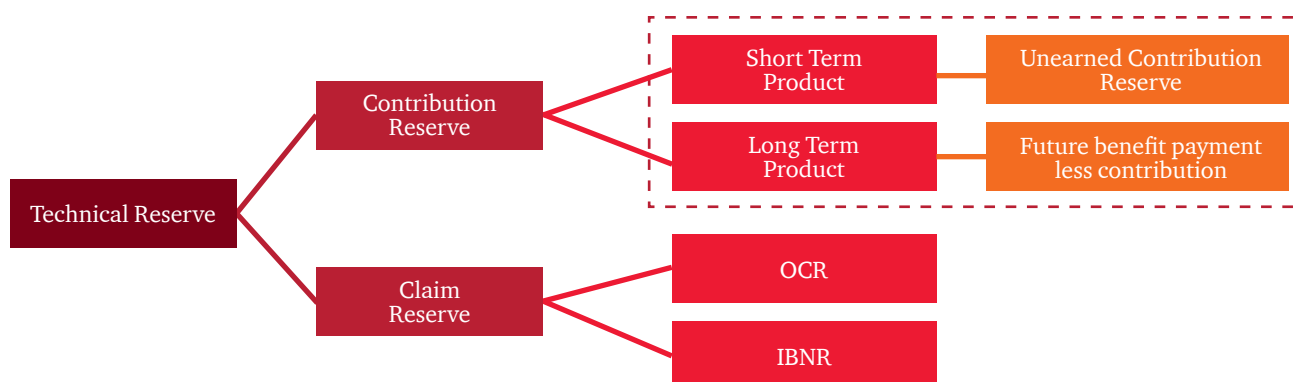 Technical Reserve
Contribution
Reserve
Short Term
Product
Unearned Contribution
Reserve
Long Term
Product
Future benefit payment
less contribution
Claim
Reserve
OCR
IBNR